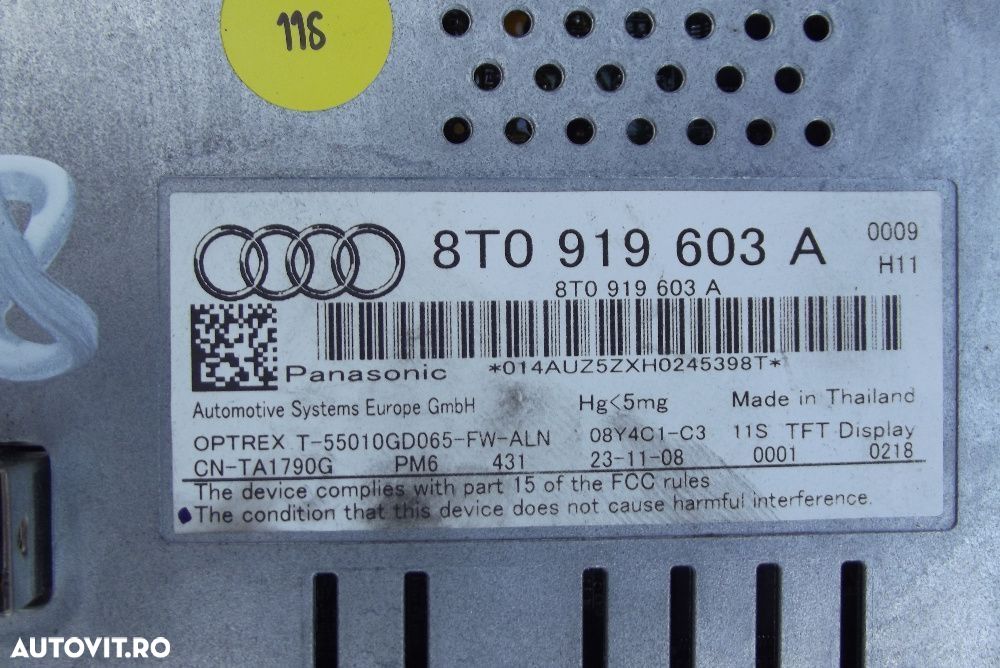 11S
8T0 919 603 A 0009
H11
8T0 919 603 A
*014AUZ5ZXH0245398T*
Panasonic
Automotive Systems Europe GmbH Hg<5mg Made in Thailand
OPTREX T-55010GD065-FW-ALN 08Y4C1-C3 11S TFT Display
CN-TA1790G PM6 431 23-11-08 0001 0218
The device complies with part 15 of the FCC rules
The condition that this device does not cause harmful interference.
AUTOVIT.RO